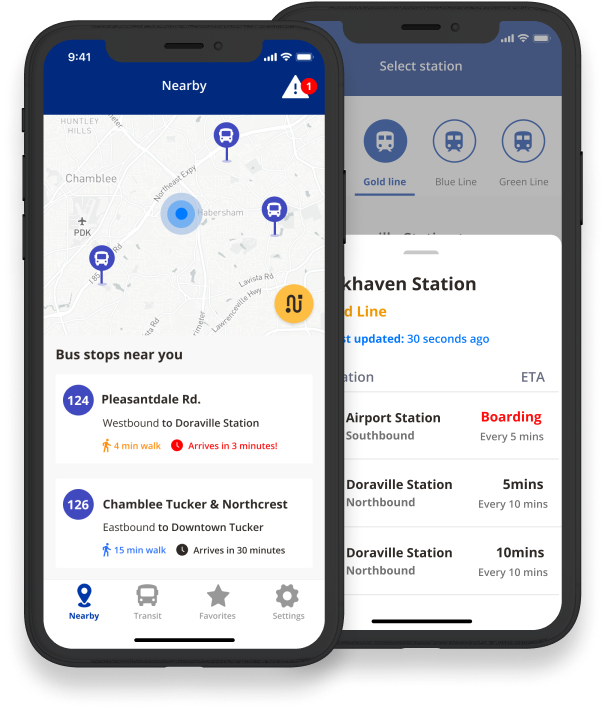 9:41
Nearby
1
HUNTLEY
HILLS
Chamblee
Northeast Expy
Habersham
PDK
I 85
Rd
Lavista Rd
Lawrenceville Hwy
Bus stops near you
124
Pleasantdale Rd.
Westbound to Doraville Station
4 min walk
Arrives in 3 minutes!
126
Chamblee Tucker & Northcrest
Eastbound to Downtown Tucker
15 min walk
Arrives in 30 minutes
Nearby
Transit
Favorites
Settings
Select station
Gold line
Blue Line
Green Line
khaven Station
d Line
st updated: 30 seconds ago
ation
ETA
Airport Station
Boarding
Southbound
Every 5 mins
Doraville Station
5mins
Northbound
Every 10 mins
Doraville Station
10mins
Northbound
Every 10 mins